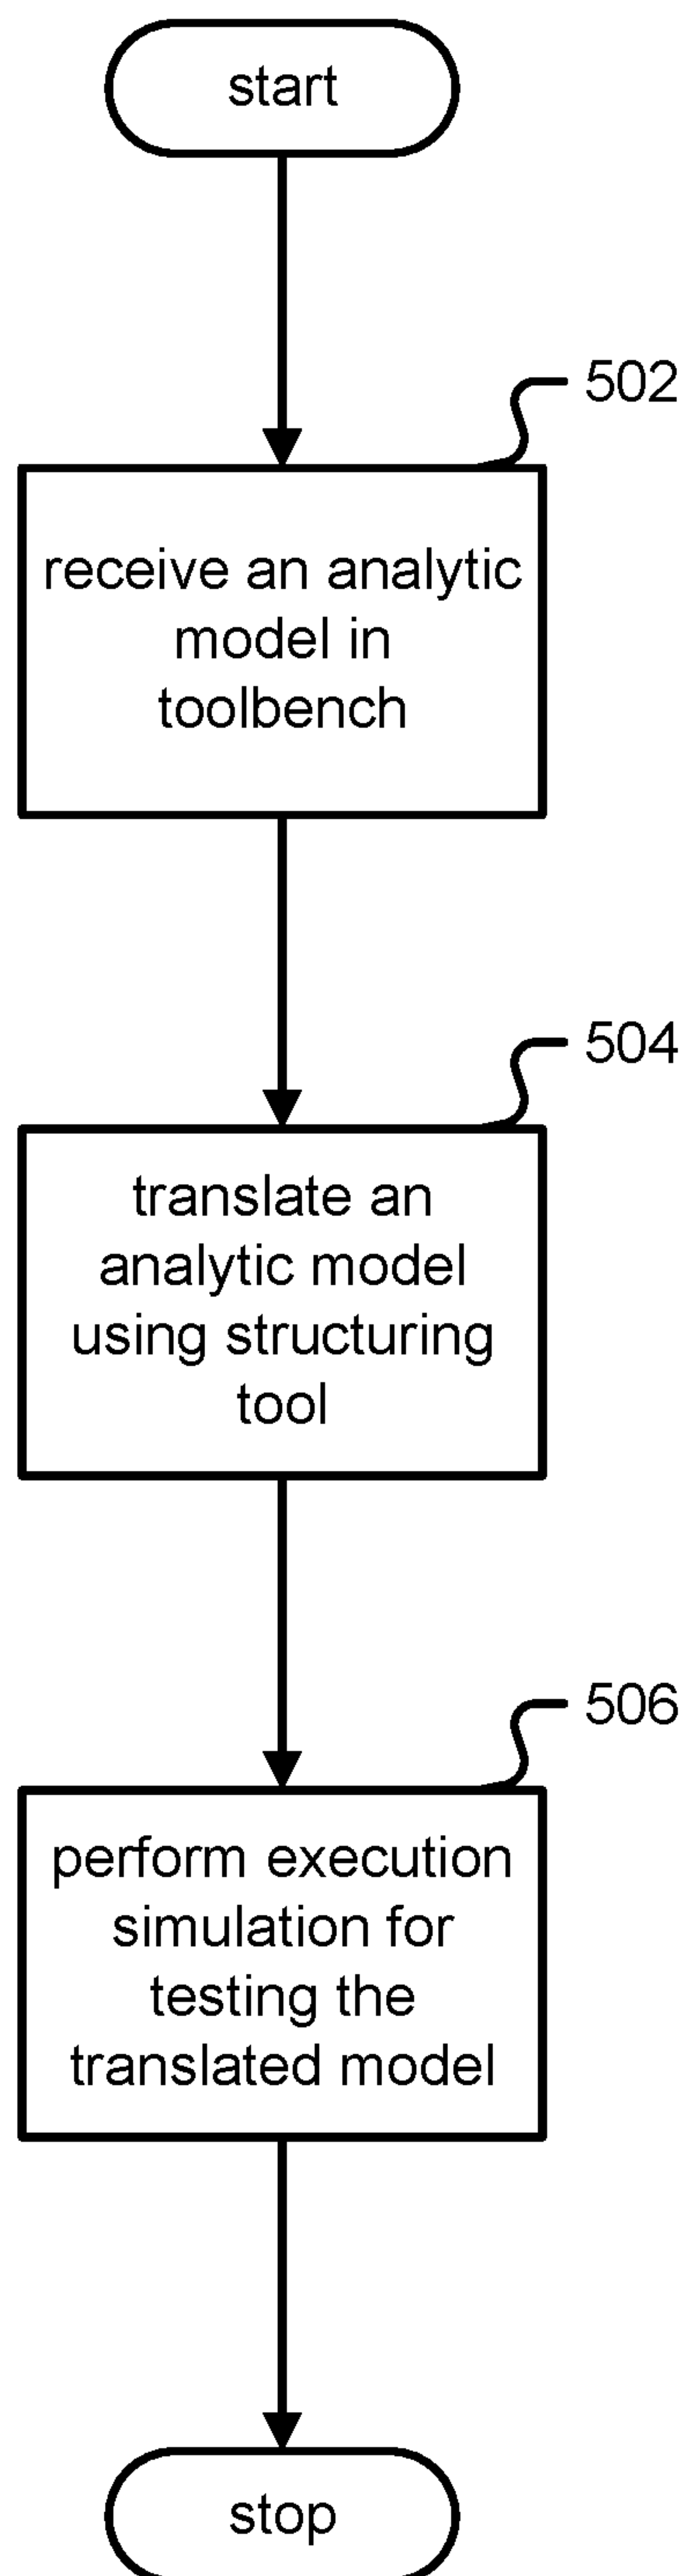 start
502
receive an analytic
model in
toolbench
504
translate an
analytic model
using structuring
tool
506
perform execution
simulation for
testing the
translated model
stop